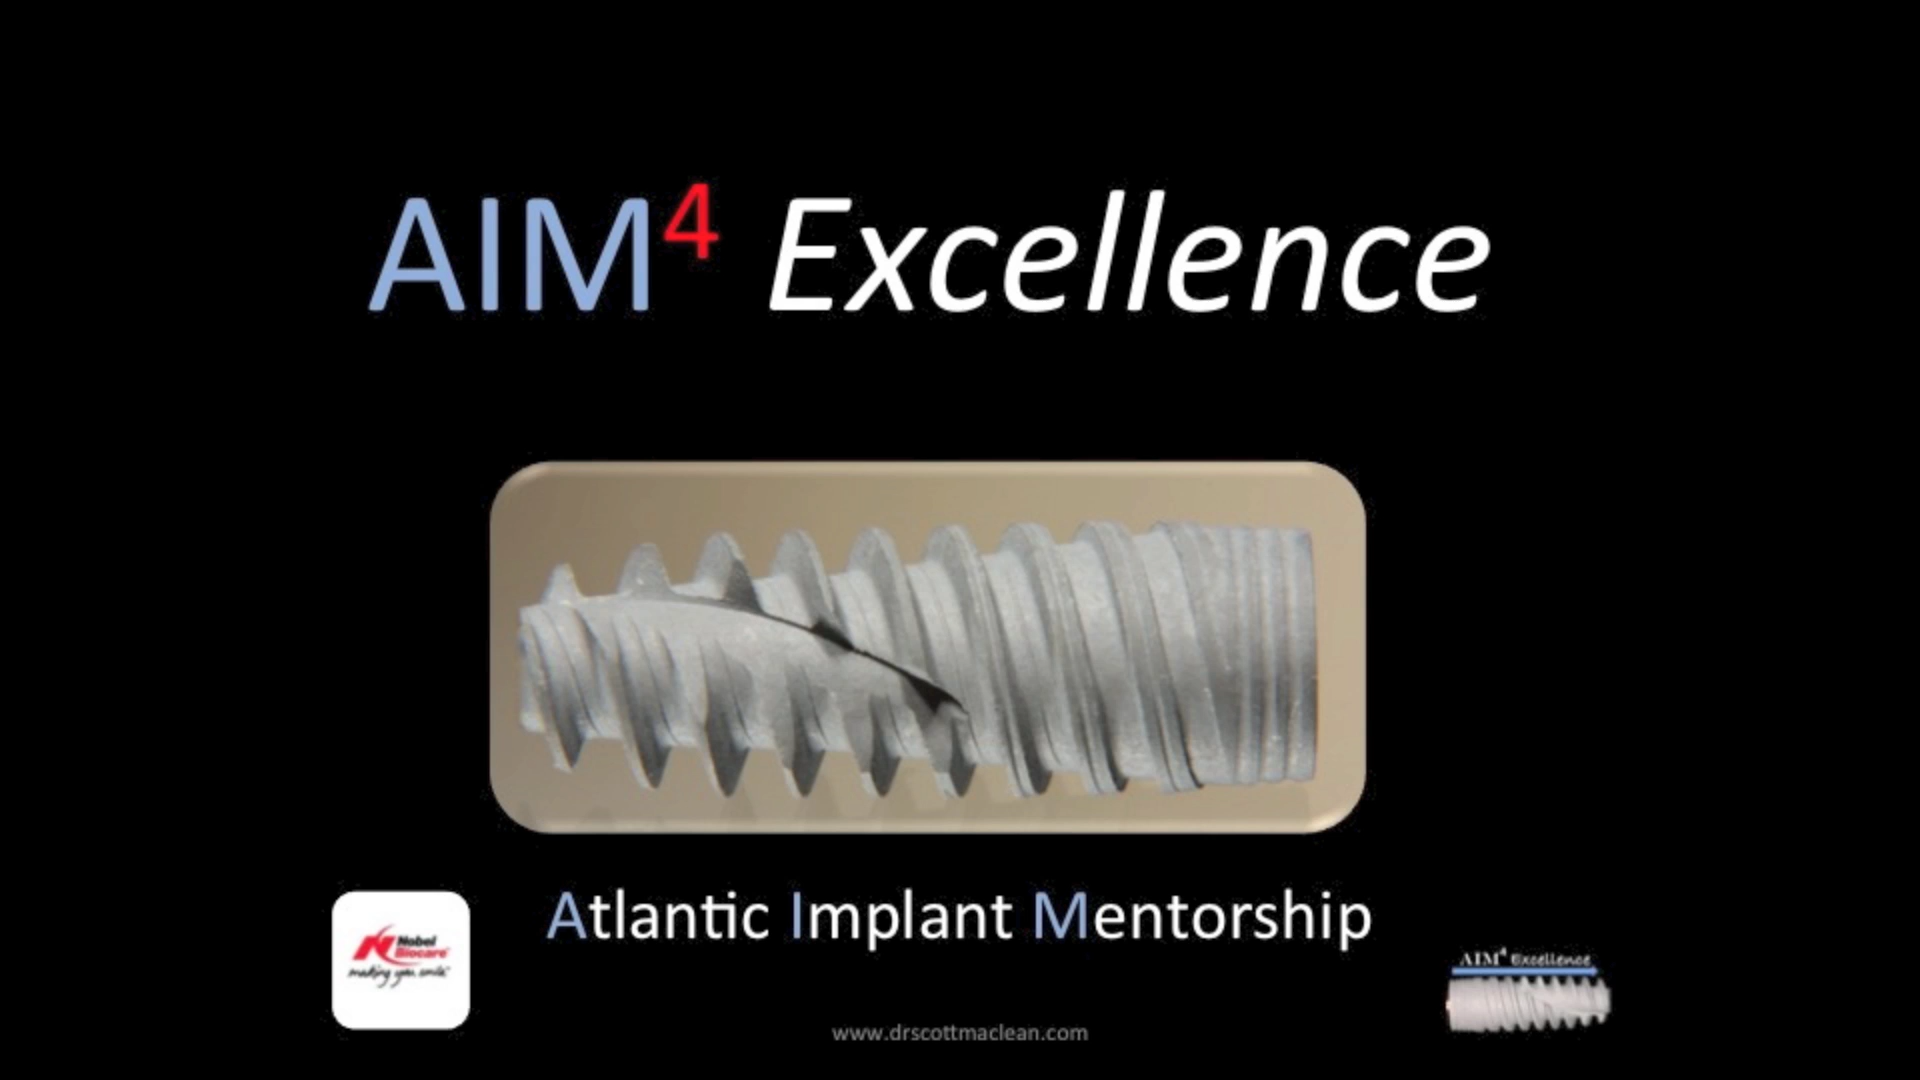 AIM⁴ Excellence
Atlantic Implant Mentorship
Nobel
Biocare
making you smile
AIM⁴ Excellence
www.drscottmaclean.com